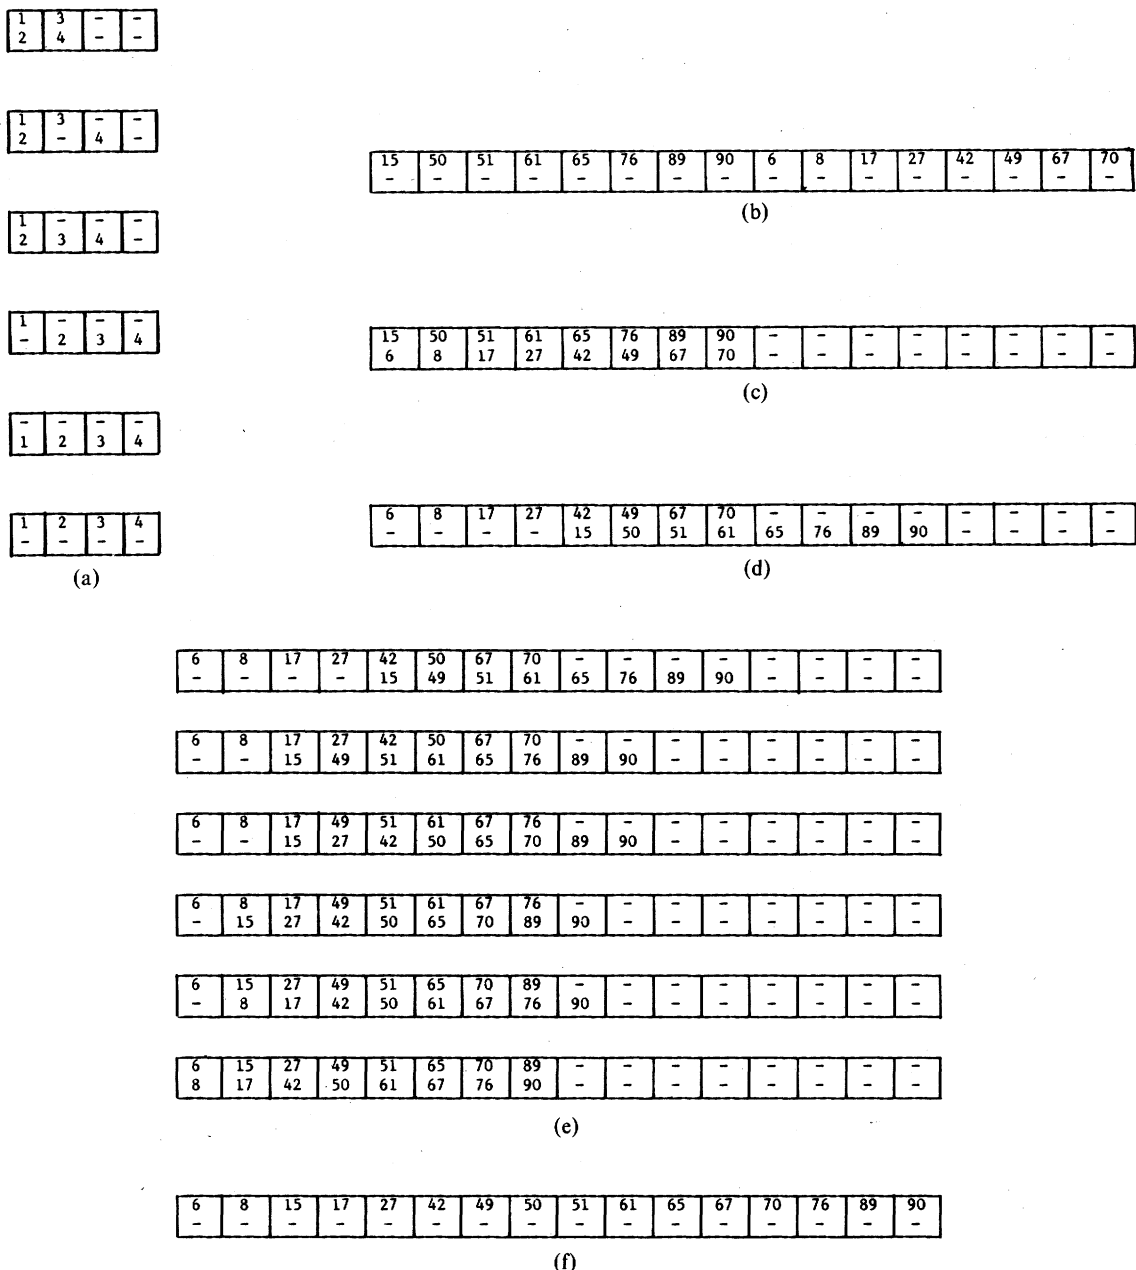 1 3 - -
2 4 - -
1 3 - -
2 - 4 -
1 - - -
2 3 4 -
1 - - -
- 2 3 4
- - - -
1 2 3 4
1 2 3 4
- - - -
(a)
15 50 51 61 65 76 89 90 6 8 17 27 42 49 67 70
- - - - - - - - - - - - - - - -
(b)
15 50 51 61 65 76 89 90 - - - - - - - -
6 8 17 27 42 49 67 70 - - - - - - - -
(c)
6 8 17 27 42 49 67 70 - - - - - - - -
- - - - 15 50 51 61 65 76 89 90 - - - -
(d)
6 8 17 27 42 50 67 70 - - - - - - - -
- - - - 15 49 51 61 65 76 89 90 - - - -
6 8 17 27 42 50 67 70 - - - - - - - -
- - 15 49 51 61 65 76 89 90 - - - - - -
6 8 17 49 51 61 67 76 - - - - - - - -
- - 15 27 42 50 65 70 89 90 - - - - - -
6 8 17 49 51 61 67 76 - - - - - - - -
- 15 27 42 50 65 70 89 90 - - - - - - -
6 15 27 49 51 65 70 89 - - - - - - - -
- 8 17 42 50 61 67 76 90 - - - - - - -
6 15 27 49 51 65 70 89 - - - - - - - -
8 17 42 50 61 67 76 90 - - - - - - - -
(e)
6 8 15 17 27 42 49 50 51 61 65 67 70 76 89 90
- - - - - - - - - - - - - - - -
(f)